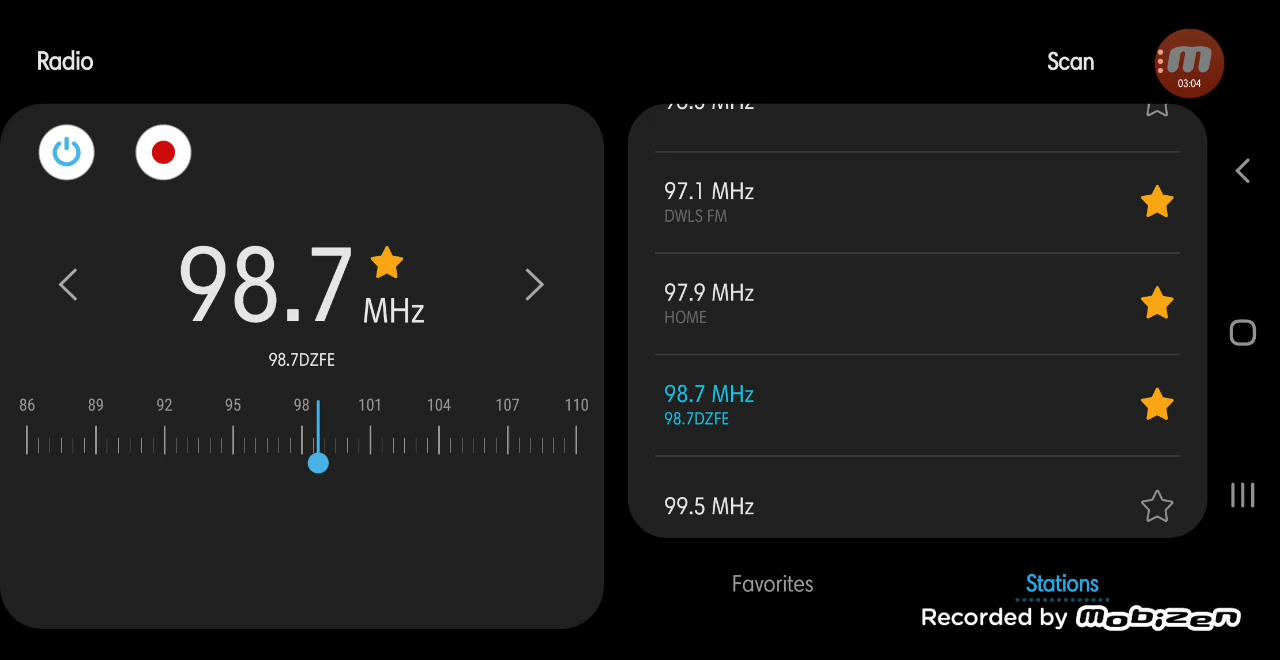 Radio
Scan
03:04
98.7 MHz
98.7DZFE
86 89 92 95 98 101 104 107 110
97.1 MHz
DWLS FM
97.9 MHz
HOME
98.7 MHz
98.7DZFE
99.5 MHz
Favorites
Stations
Recorded by mobizen